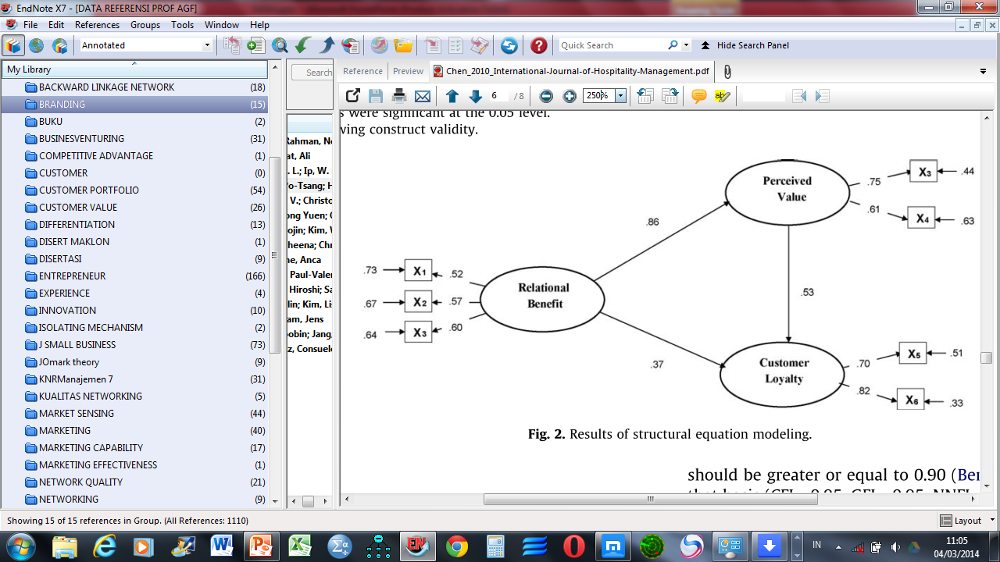 EndNote X7 - [DATA REFERENSI PROF AGF]
File Edit References Groups Tools Window Help
Annotated
Quick Search
Hide Search Panel
My Library
BACKWARD LINKAGE NETWORK (18)
BRANDING (15)
BUKU (2)
BUSINESVENTURING (31)
COMPETITIVE ADVANTAGE (1)
CUSTOMER (0)
CUSTOMER PORTFOLIO (54)
CUSTOMER VALUE (26)
DIFFERENTIATION (13)
DISERT MAKLON (1)
DISERTASI (9)
ENTREPRENEUR (166)
EXPERIENCE (4)
INNOVATION (10)
ISOLATING MECHANISM (2)
J SMALL BUSINESS (73)
JOmark theory (9)
KNRManajemen 7 (31)
KUALITAS NETWORKING (5)
MARKET SENSING (44)
MARKETING (40)
MARKETING CAPABILITY (17)
MARKETING EFFECTIVENESS (1)
NETWORK QUALITY (21)
NETWORKING (9)
Search
Rahman, Ne
at, Ali
. L.; Ip, W.
Po-Tsang; H
V.; Christo
ong Yuen; C
ojin; Kim, W
heena; Chr
ne, Anca
Paul-Valer
Hiroshi; Sa
lin; Kim, Lis
am, Jens
oobin; Jang,
z, Consuelo
Reference Preview Chen_2010_International-Journal-of-Hospitality-Management.pdf
6 / 8 250%
s were significant at the 0.05 level.
wing construct validity.
Perceived
Value
.75 X3 .44
.61 X4 .63
.86
.73 X1 .52
.67 X2 .57
.64 X3 .60
Relational
Benefit
.53
.37
Customer
Loyalty
.70 X5 .51
.82 X6 .33
Fig. 2. Results of structural equation modeling.
should be greater or equal to 0.90 (Ber
Showing 15 of 15 references in Group. (All References: 1110)
Layout
IN
11:05
04/03/2014